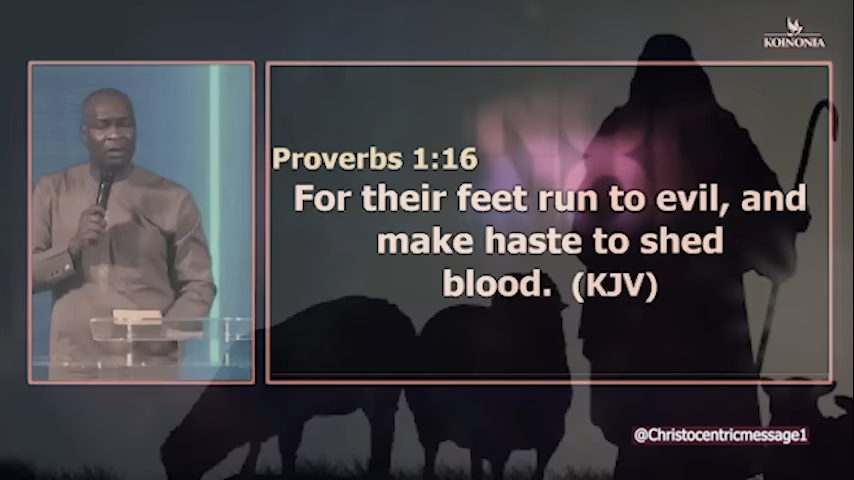 KOINONIA
Proverbs 1:16
For their feet run to evil, and
make haste to shed
blood. (KJV)
@Christocentricmessage1